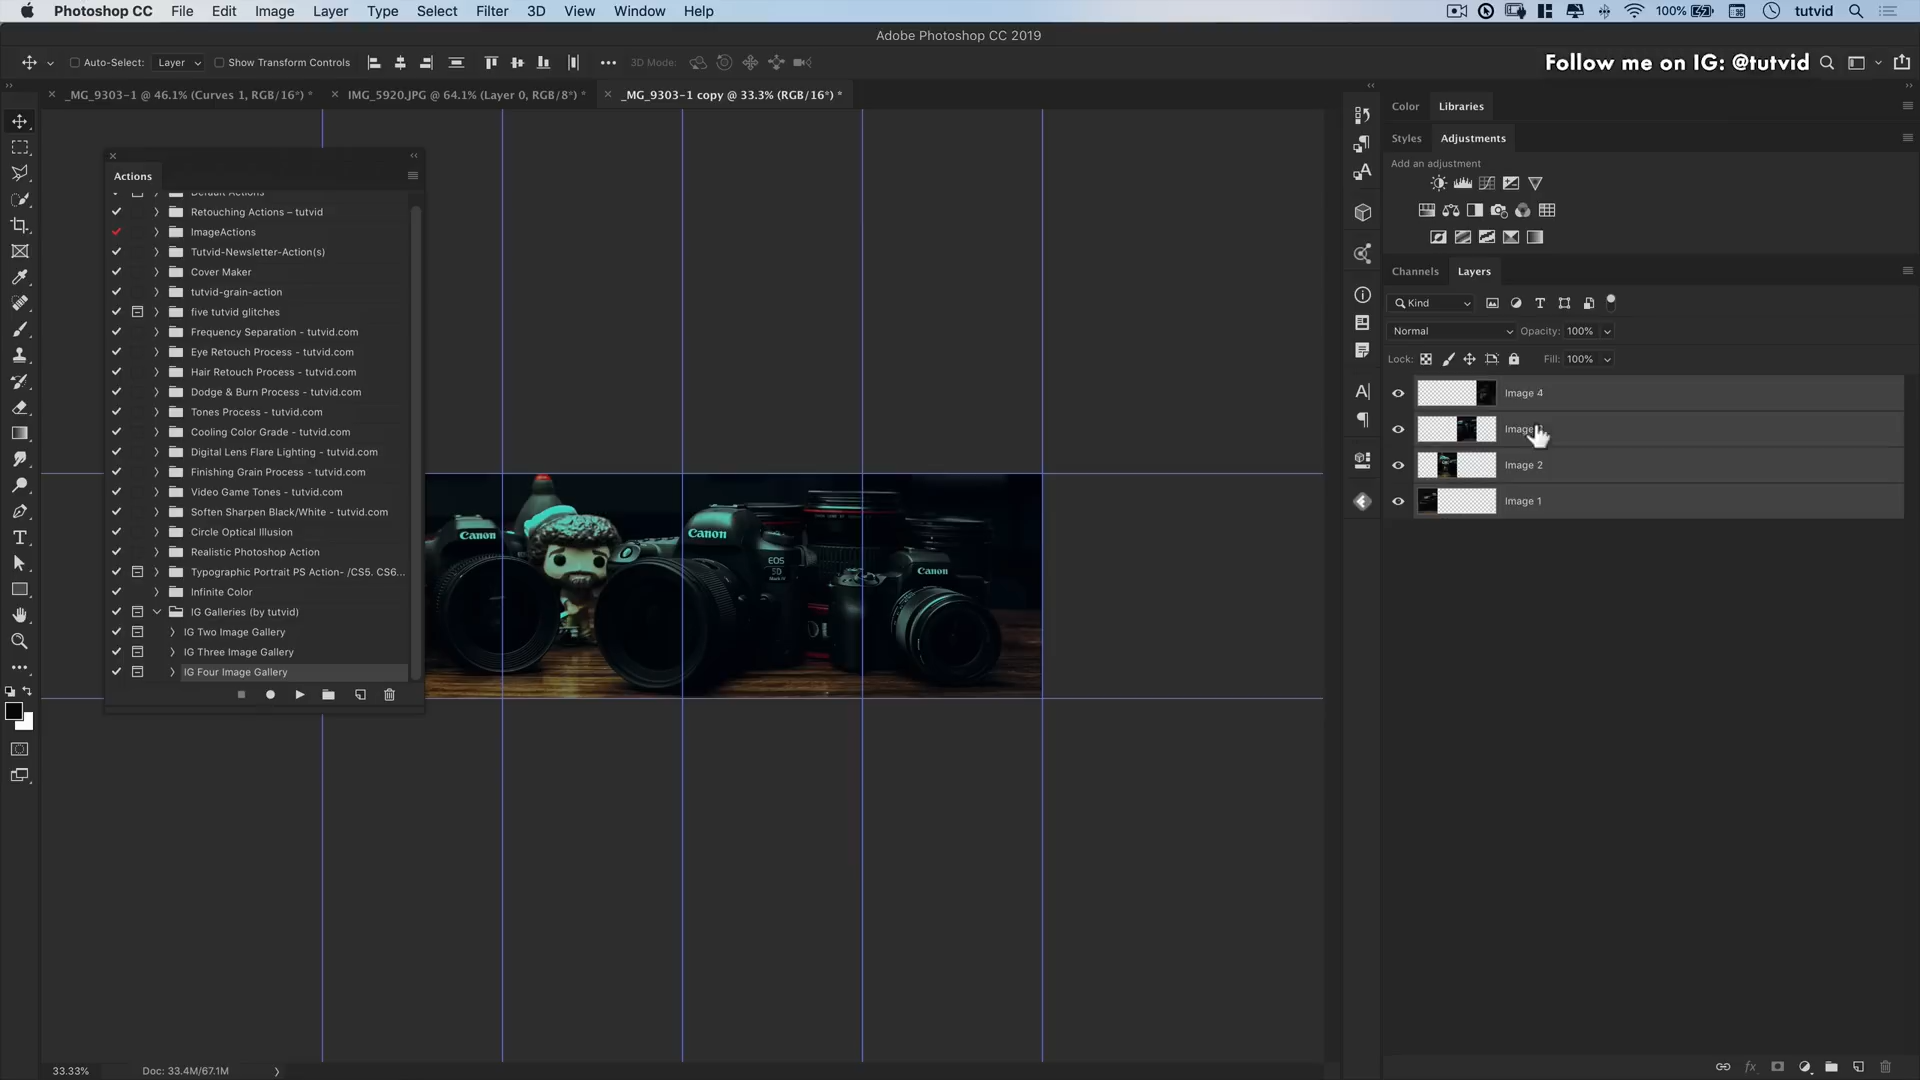 Photoshop CC File Edit Image Layer Type Select Filter 3D View Window Help 100% tutvid
Adobe Photoshop CC 2019
Auto-Select: Layer Show Transform Controls 3D Mode: Follow me on IG: @tutvid
_MG_9303-1 @ 46.1% (Curves 1, RGB/16*) * IMG_5920.JPG @ 64.1% (Layer 0, RGB/8*) * _MG_9303-1 copy @ 33.3% (RGB/16*) *
Actions
Default Actions
Retouching Actions – tutvid
ImageActions
Tutvid-Newsletter-Action(s)
Cover Maker
tutvid-grain-action
five tutvid glitches
Frequency Separation - tutvid.com
Eye Retouch Process - tutvid.com
Hair Retouch Process - tutvid.com
Dodge & Burn Process - tutvid.com
Tones Process - tutvid.com
Cooling Color Grade - tutvid.com
Digital Lens Flare Lighting - tutvid.com
Finishing Grain Process - tutvid.com
Video Game Tones - tutvid.com
Soften Sharpen Black/White - tutvid.com
Circle Optical Illusion
Realistic Photoshop Action
Typographic Portrait PS Action- /CS5. CS6...
Infinite Color
IG Galleries (by tutvid)
IG Two Image Gallery
IG Three Image Gallery
IG Four Image Gallery
Canon
Canon
EOS
5D
Mark IV
Canon
Color Libraries
Styles Adjustments
Add an adjustment
Channels Layers
Kind
Normal Opacity: 100%
Lock: Fill: 100%
Image 4
Image
Image 2
Image 1
33.33% Doc: 33.4M/67.1M